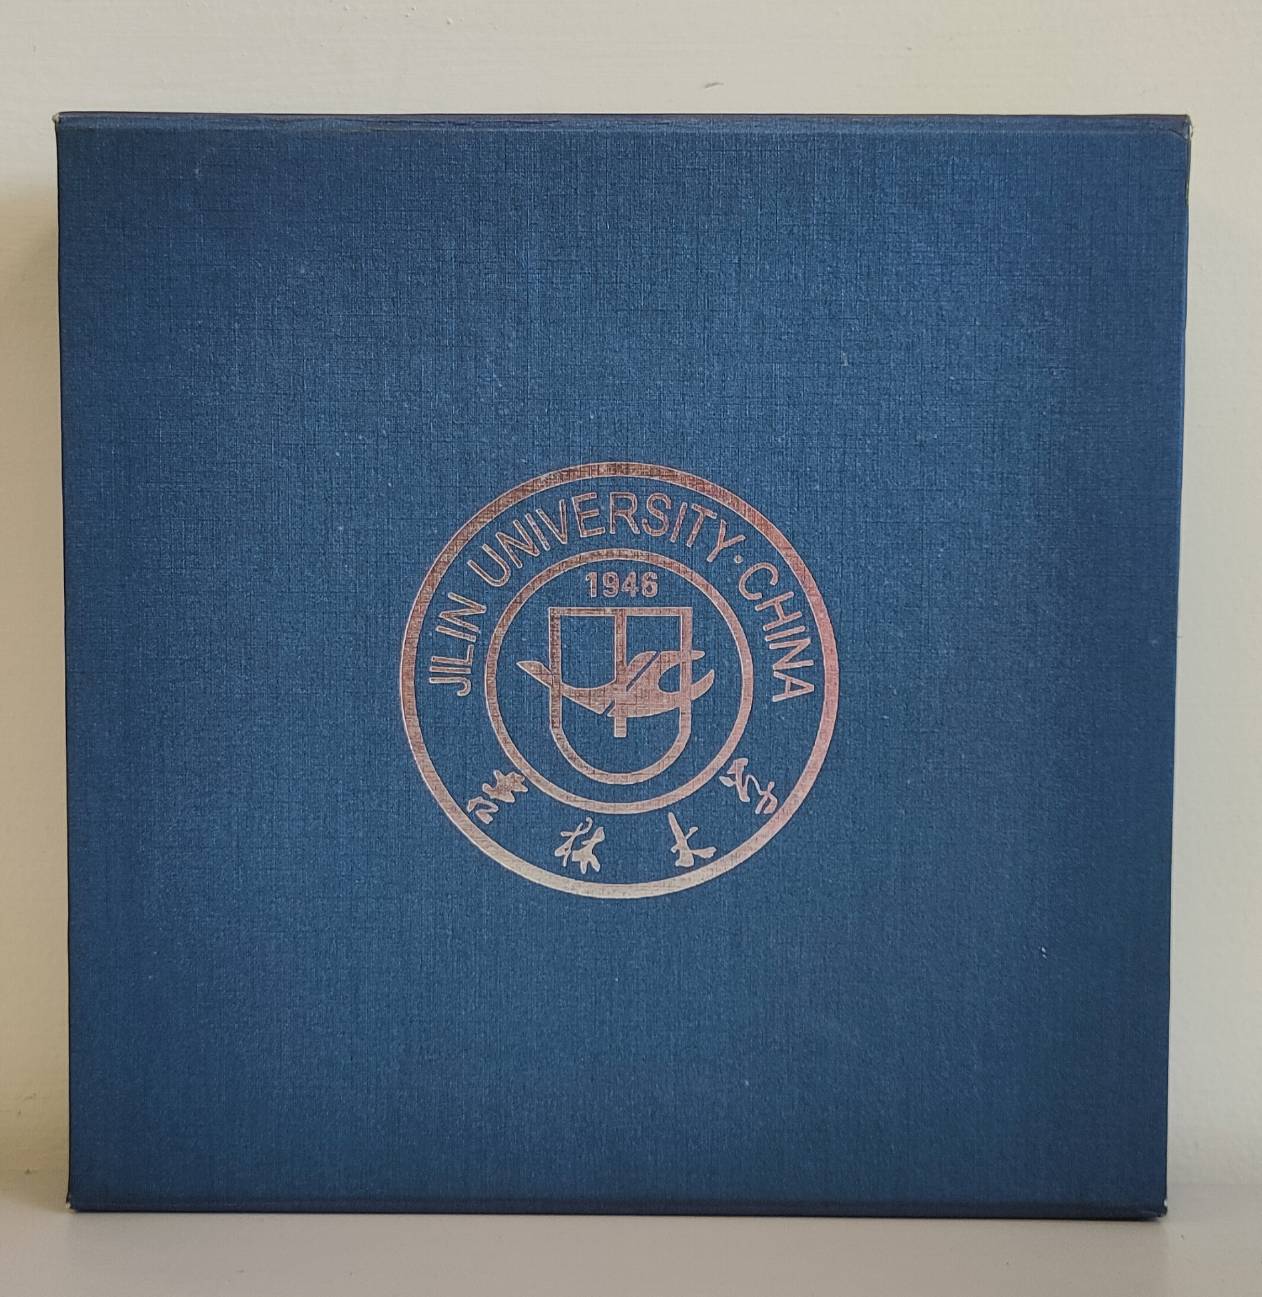 JILIN UNIVERSITY·CHINA
1946
吉林大学